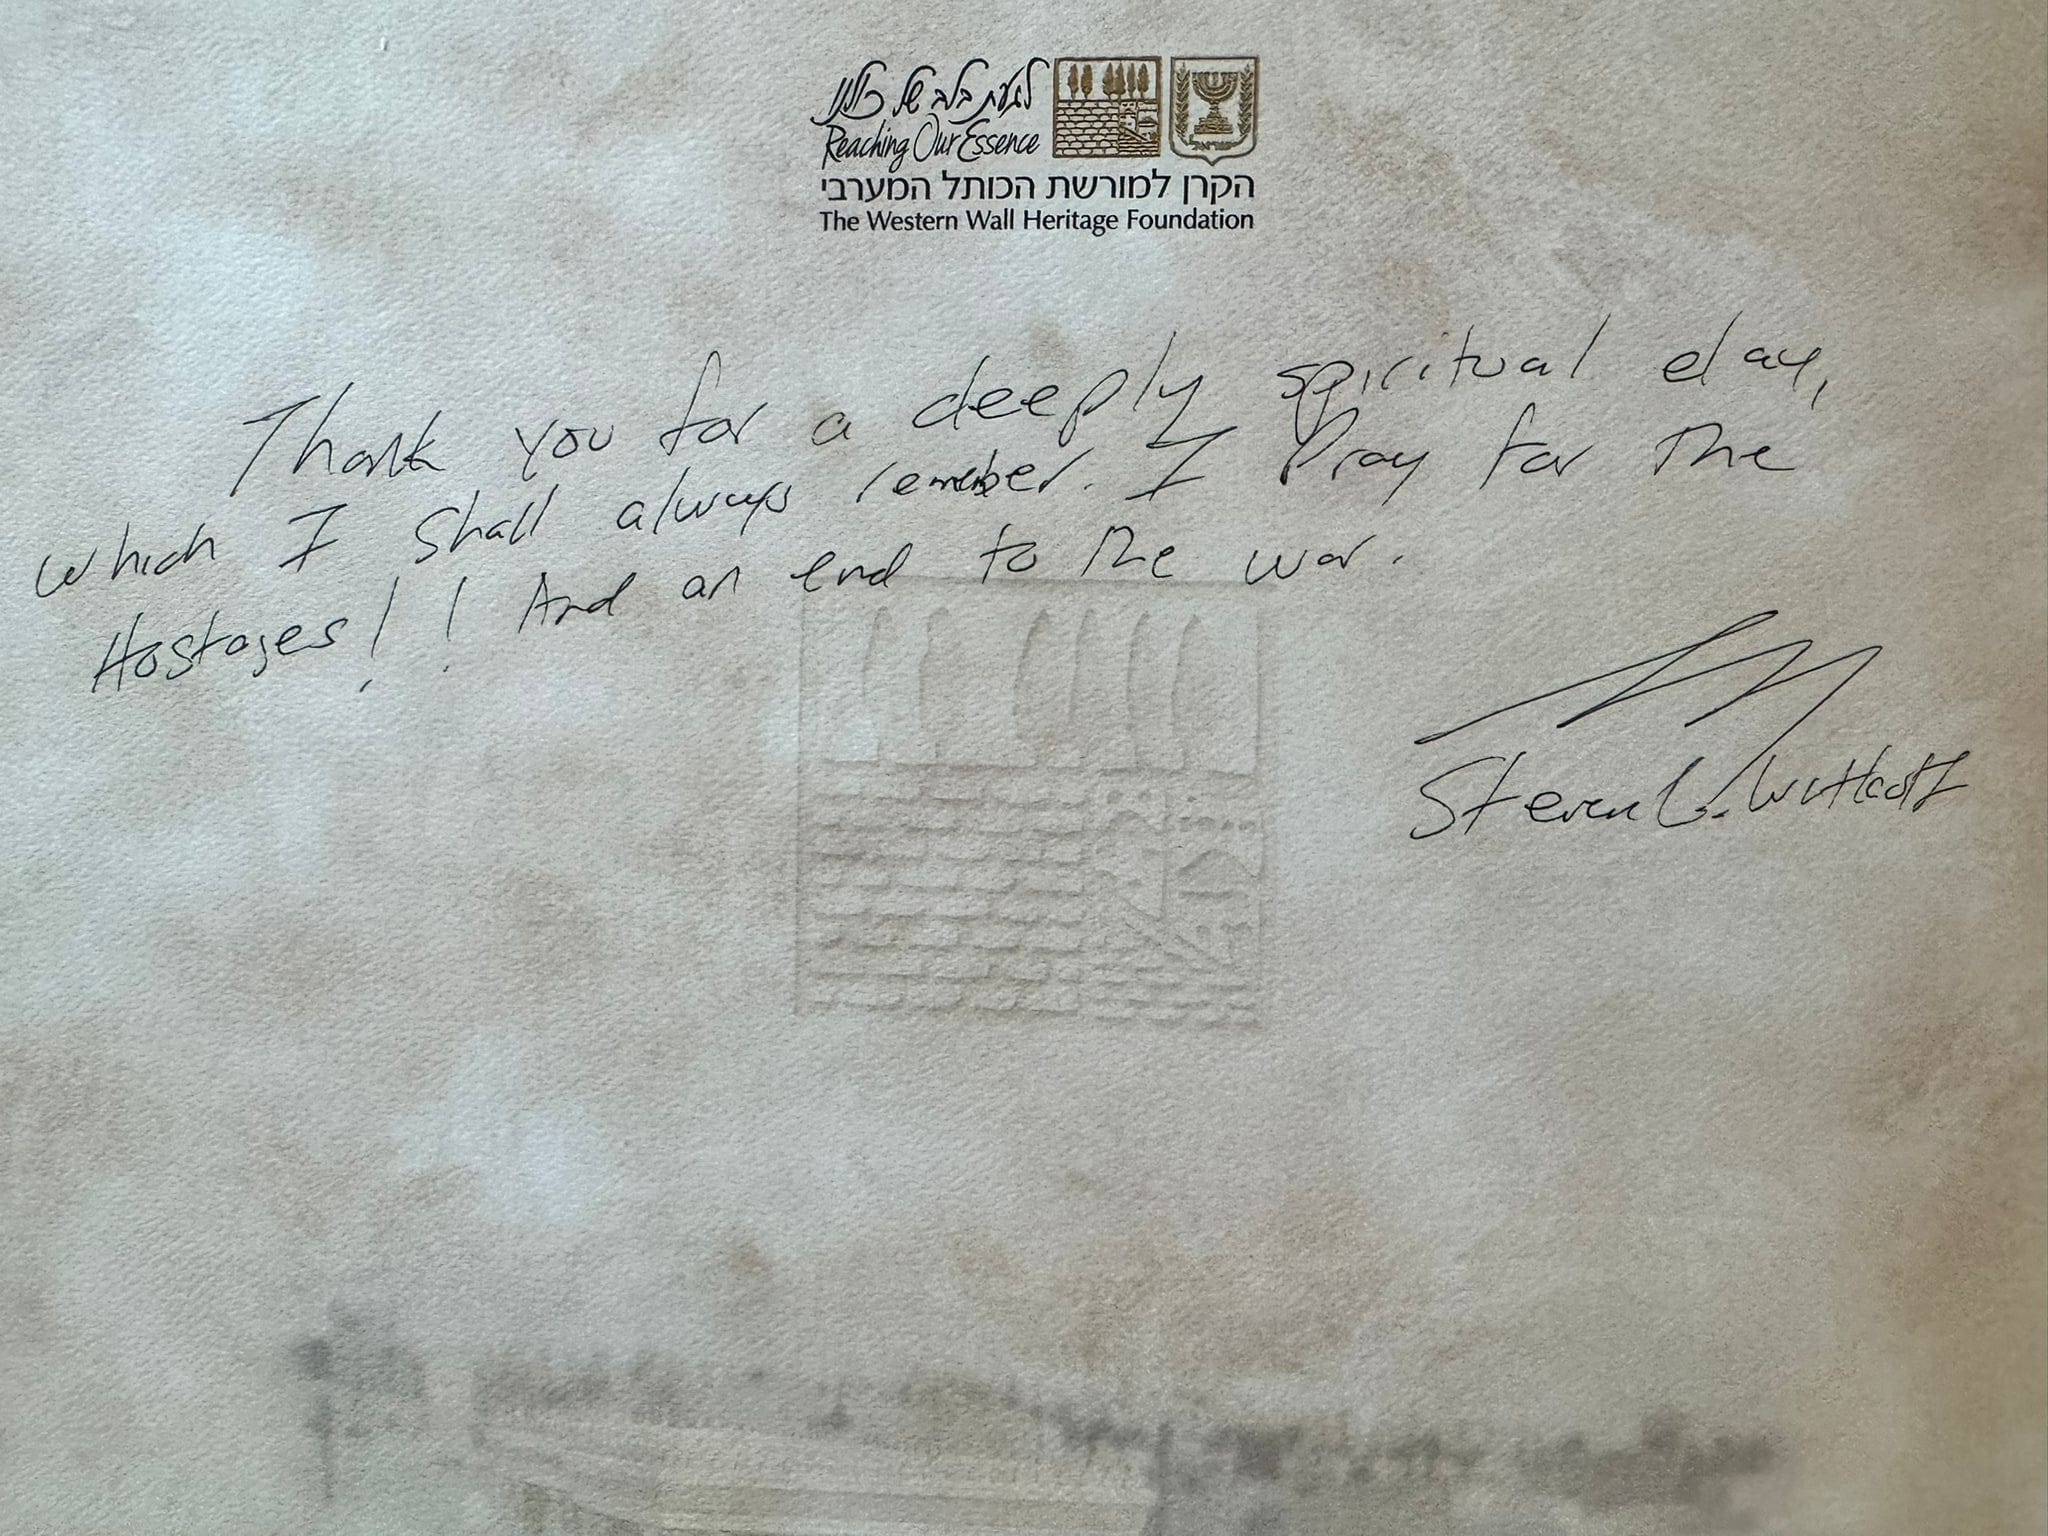 לגעת בלב של כולנו
Reaching Our Essence
ישראל
הקרן למורשת הכותל המערבי
The Western Wall Heritage Foundation
Thank you for a deeply spiritual day,
which I shall always remember. I Pray for the
Hostages!! And an end to the war.
Steven C. Witkoff